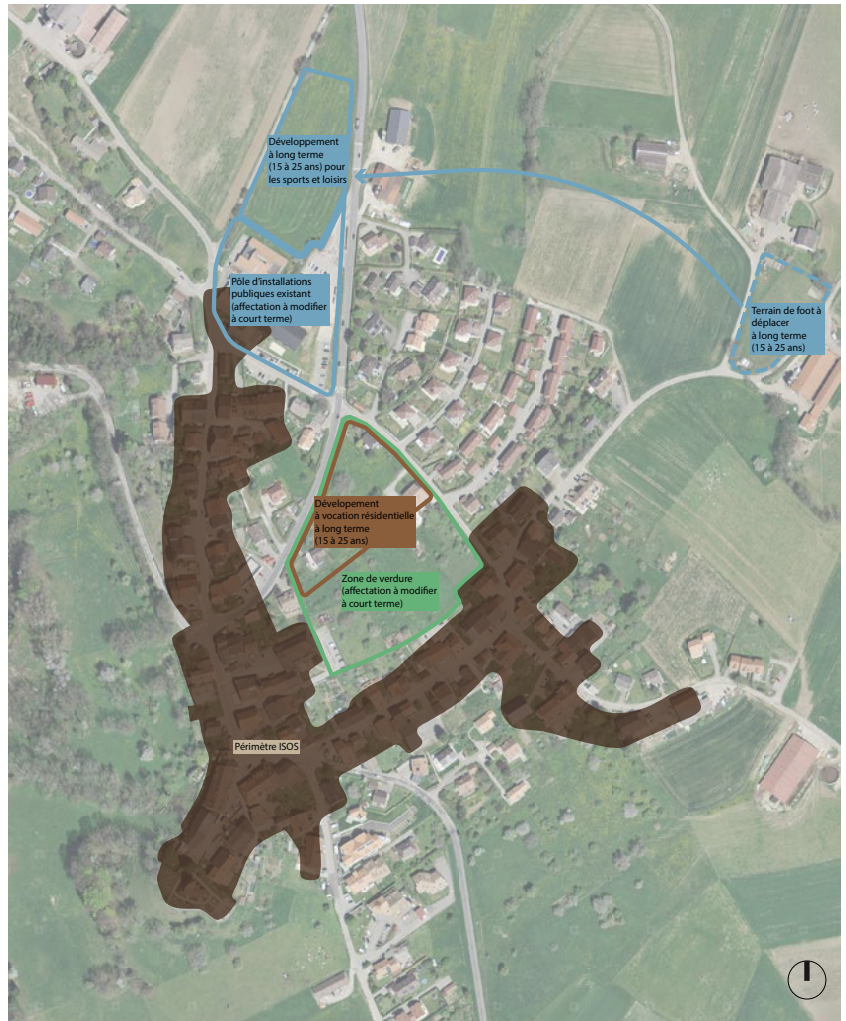 Développement
à long terme
(15 à 25 ans) pour
les sports et loisirs
Pôle d'installations
publiques existant
(affectation à modifier
à court terme)
Terrain de foot à
déplacer
à long terme
(15 à 25 ans)
Dévelopement
à vocation résidentielle
à long terme
(15 à 25 ans)
Zone de verdure
(affectation à modifier
à court terme)
Périmètre ISOS